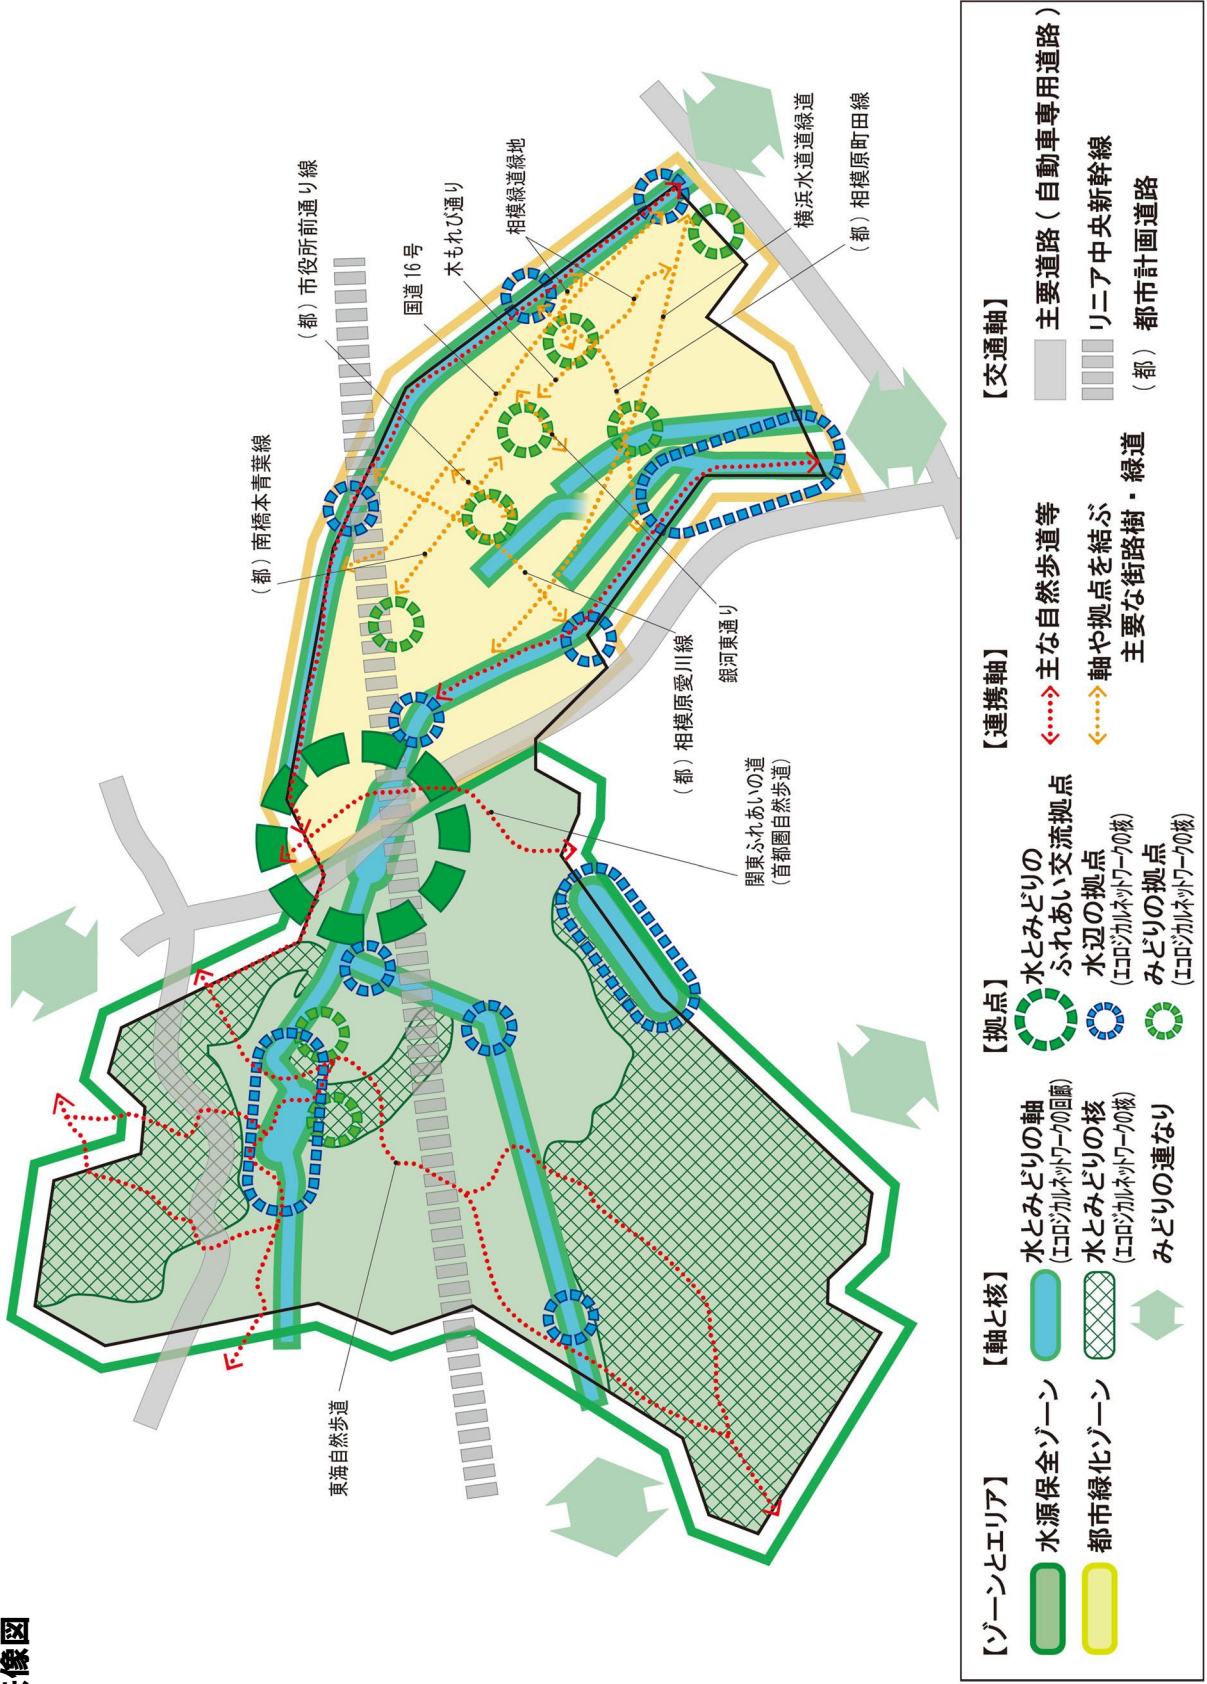 像図
(都)南橋本青葉線
(都)市役所前通り線
国道16号
木もれび通り
相模緑道緑地
横浜水道道緑道
(都)相模原町田線
東海自然歩道
関東ふれあいの道
(首都圏自然歩道)
(都)相模原愛川線
銀河東通り
【ゾーンとエリア】
水源保全ゾーン
都市緑化ゾーン
【軸と核】
水とみどりの軸
(エコロジカルネットワークの回廊)
水とみどりの核
(エコロジカルネットワークの核)
みどりの連なり
【拠点】
水とみどりの
ふれあい交流拠点
水辺の拠点
(エコロジカルネットワークの核)
みどりの拠点
(エコロジカルネットワークの核)
【連携軸】
主な自然歩道等
軸や拠点を結ぶ
主要な街路樹・緑道
【交通軸】
主要道路(自動車専用道路)
リニア中央新幹線
(都) 都市計画道路